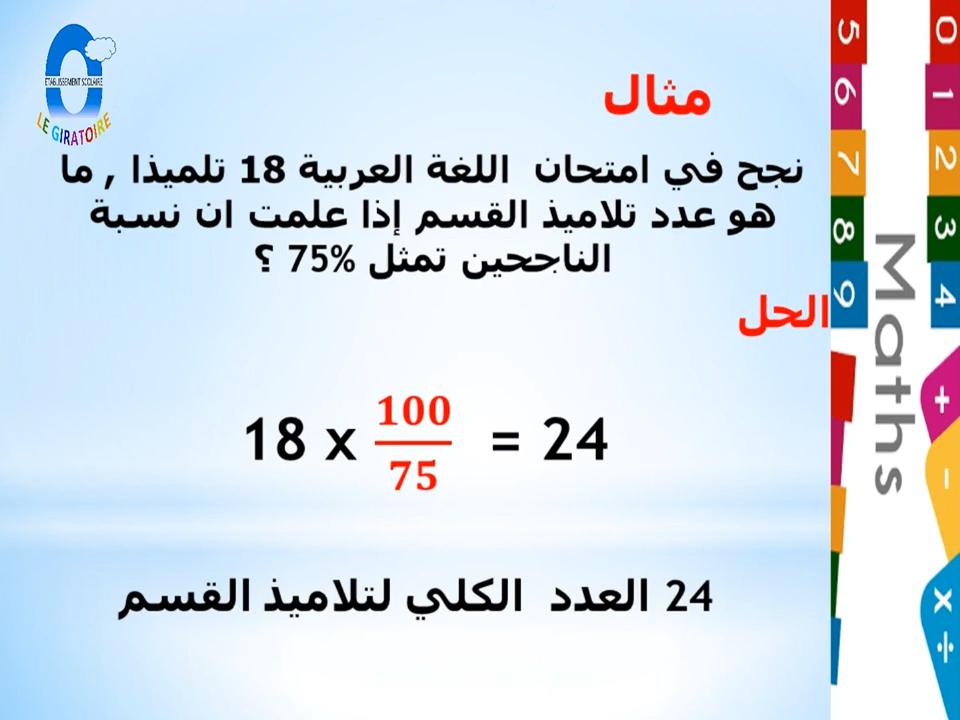 ETABLISSEMENT SCOLAIRE
LE GIRATOIRE
مثال
نجح في امتحان اللغة العربية 18 تلميذا , ما
هو عدد تلاميذ القسم إذا علمت ان نسبة
الناجحين تمثل %75 ؟
الحل
18 x 100/75 = 24
24 العدد الكلي لتلاميذ القسم
5 6 7 8 9
Maths
0 1 2 3 4
+ - x ÷